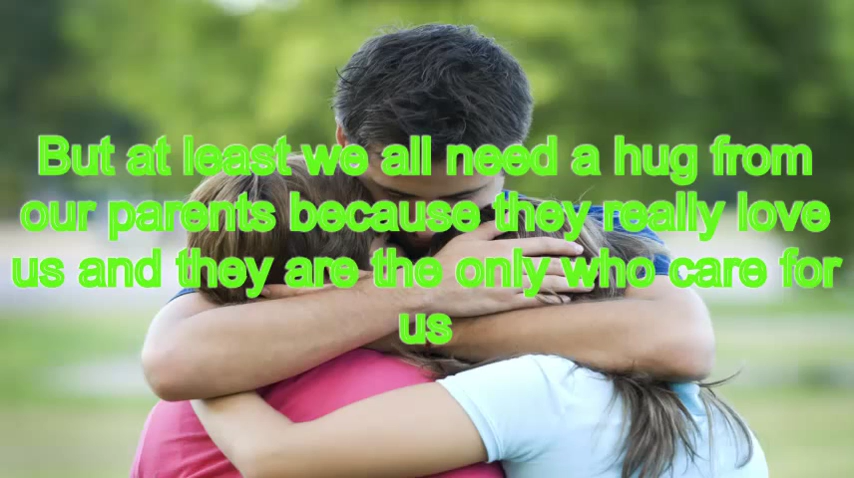 But at least we all need a hug from
our parents because they really love
us and they are the only who care for
us